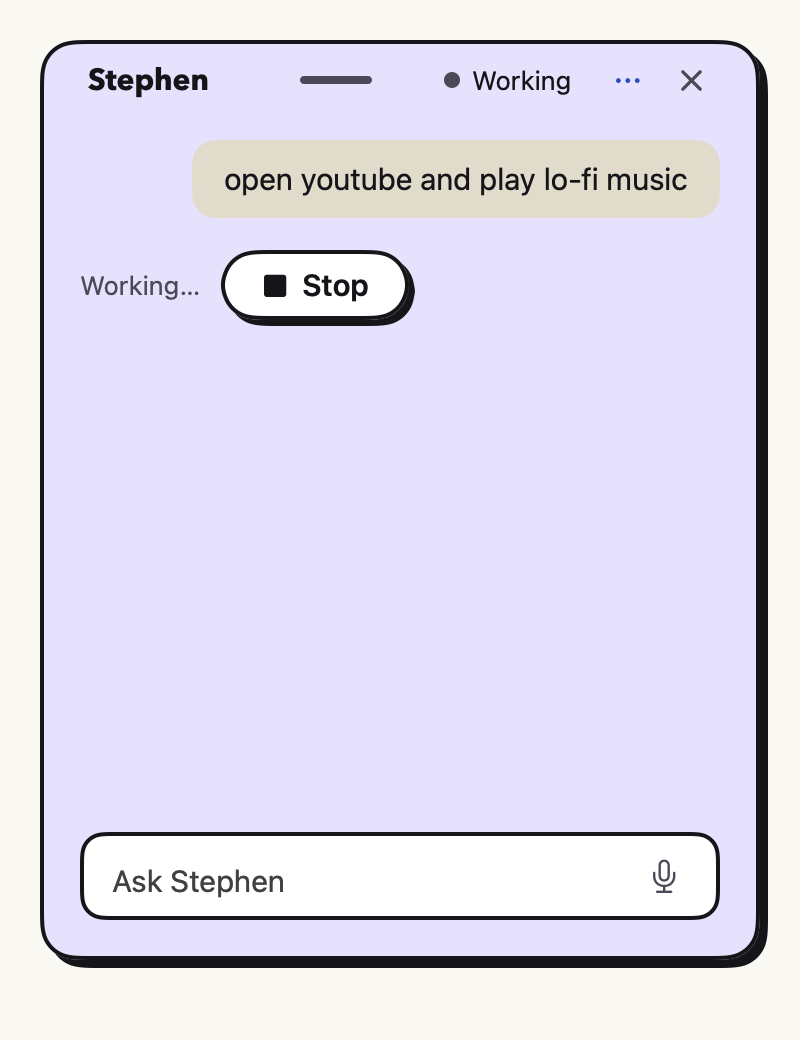 Stephen
Working
open youtube and play lo-fi music
Working...
Stop
Ask Stephen